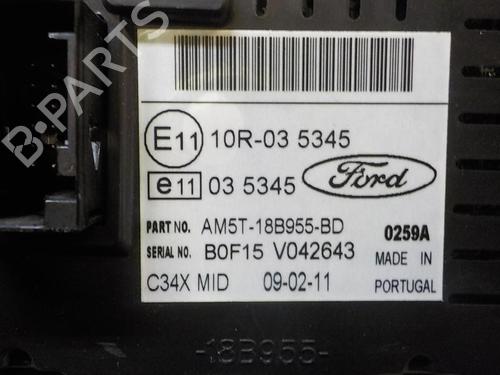 B-PARTS
E11 10R-03 5345
e11 03 5345 Ford
PART NO. AM5T-18B955-BD 0259A
SERIAL NO. B0F15 V042643 MADE IN
C34X MID 09-02-11 PORTUGAL
-18B955-